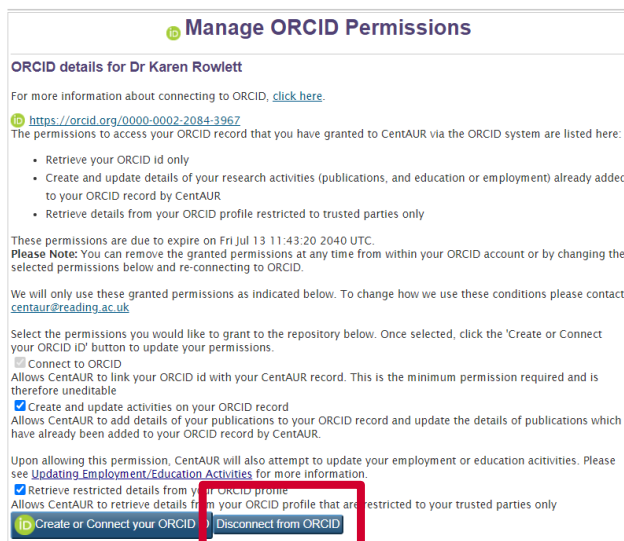 iD Manage ORCID Permissions
ORCID details for Dr Karen Rowlett
For more information about connecting to ORCID, click here.
iD https://orcid.org/0000-0002-2084-3967
The permissions to access your ORCID record that you have granted to CentAUR via the ORCID system are listed here:
• Retrieve your ORCID id only
• Create and update details of your research activities (publications, and education or employment) already added
to your ORCID record by CentAUR
• Retrieve details from your ORCID profile restricted to trusted parties only
These permissions are due to expire on Fri Jul 13 11:43:20 2040 UTC.
Please Note: You can remove the granted permissions at any time from within your ORCID account or by changing the
selected permissions below and re-connecting to ORCID.
We will only use these granted permissions as indicated below. To change how we use these conditions please contact
centaur@reading.ac.uk
Select the permissions you would like to grant to the repository below. Once selected, click the 'Create or Connect
your ORCID iD' button to update your permissions.
Connect to ORCID
Allows CentAUR to link your ORCID id with your CentAUR record. This is the minimum permission required and is
therefore uneditable
Create and update activities on your ORCID record
Allows CentAUR to add details of your publications to your ORCID record and update the details of publications which
have already been added to your ORCID record by CentAUR.
Upon allowing this permission, CentAUR will also attempt to update your employment or education acitivities. Please
see Updating Employment/Education Activities for more information.
Retrieve restricted details from your ORCID profile
Allows CentAUR to retrieve details from your ORCID profile that are restricted to your trusted parties only
iD Create or Connect your ORCID Disconnect from ORCID